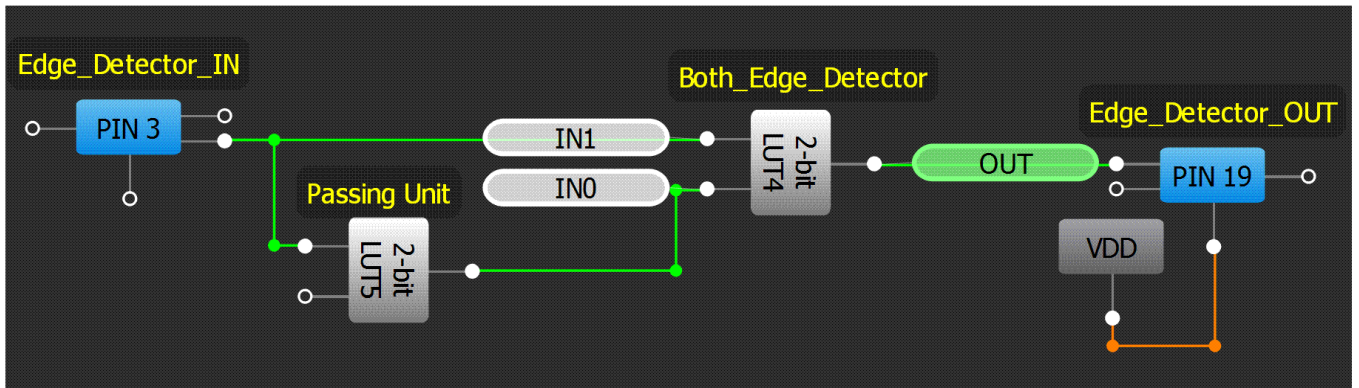 Edge_Detector_IN
PIN 3
IN1
IN0
Passing Unit
2-bit
LUT5
Both_Edge_Detector
2-bit
LUT4
OUT
Edge_Detector_OUT
PIN 19
VDD